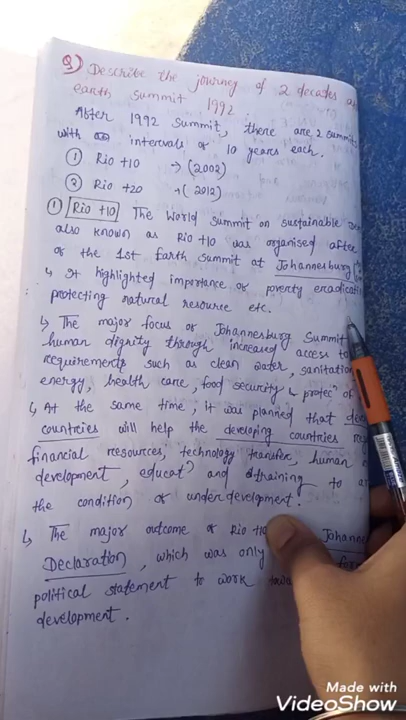 Q) Describe the journey of 2 decades
earth summit 1992.
After 1992 Summit, there are 2 summits
with intervals of 10 years each.
① Rio +10 → (2002)
② Rio +20 → (2012)
① Rio +10 The World Summit on sustainable
also known as Rio +10 was organised after
of the 1st Earth summit at Johannesburg
↳ It highlighted importance of poverty
protecting natural resource etc.
↳ The major focus of Johannesburg Summit
human dignity through increased access to
requirements such as clean water, sanitation
energy, health care, food security & protecⁿ of
↳ At the same time, it was planned that
countries will help the developing countries
financial resources, technology transfer, human
development, educatⁿ and training to
the condition of underdevelopment.
↳ The major outcome of Rio +10
Declaration, which was only
political statement to work
development.
Made with
VideoShow